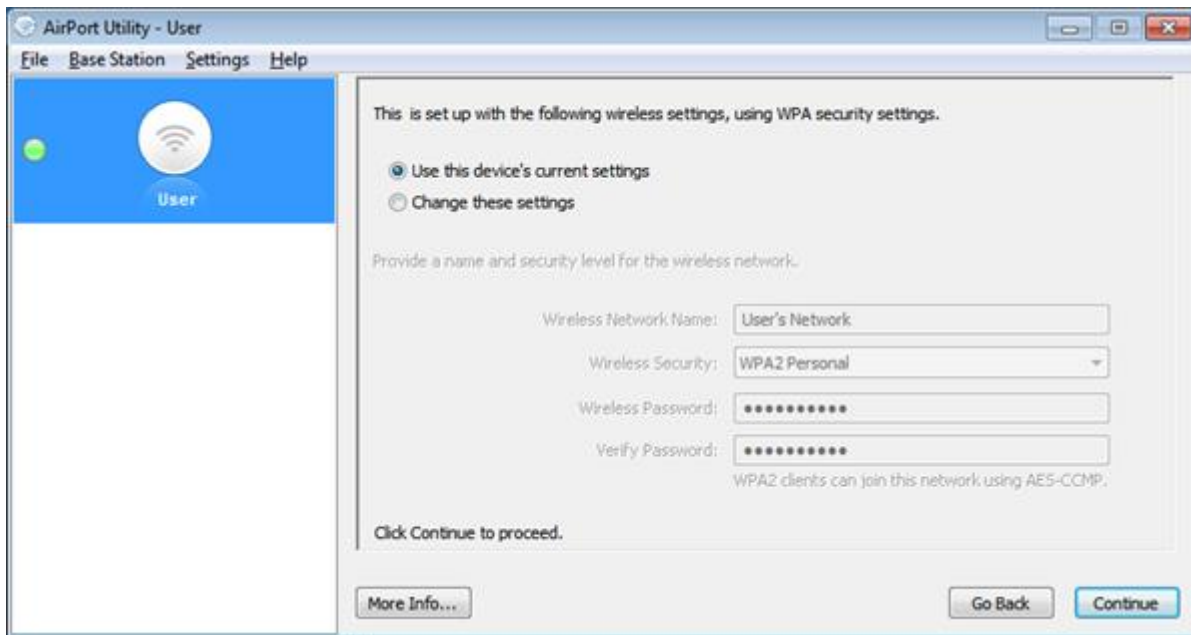 AirPort Utility - User
File Base Station Settings Help
User
This is set up with the following wireless settings, using WPA security settings.
Use this device's current settings
Change these settings
Provide a name and security level for the wireless network.
Wireless Network Name: User's Network
Wireless Security: WPA2 Personal
Wireless Password: ●●●●●●●●●●
Verify Password: ●●●●●●●●●●
WPA2 clients can join this network using AES-CCMP.
Click Continue to proceed.
More Info... Go Back Continue